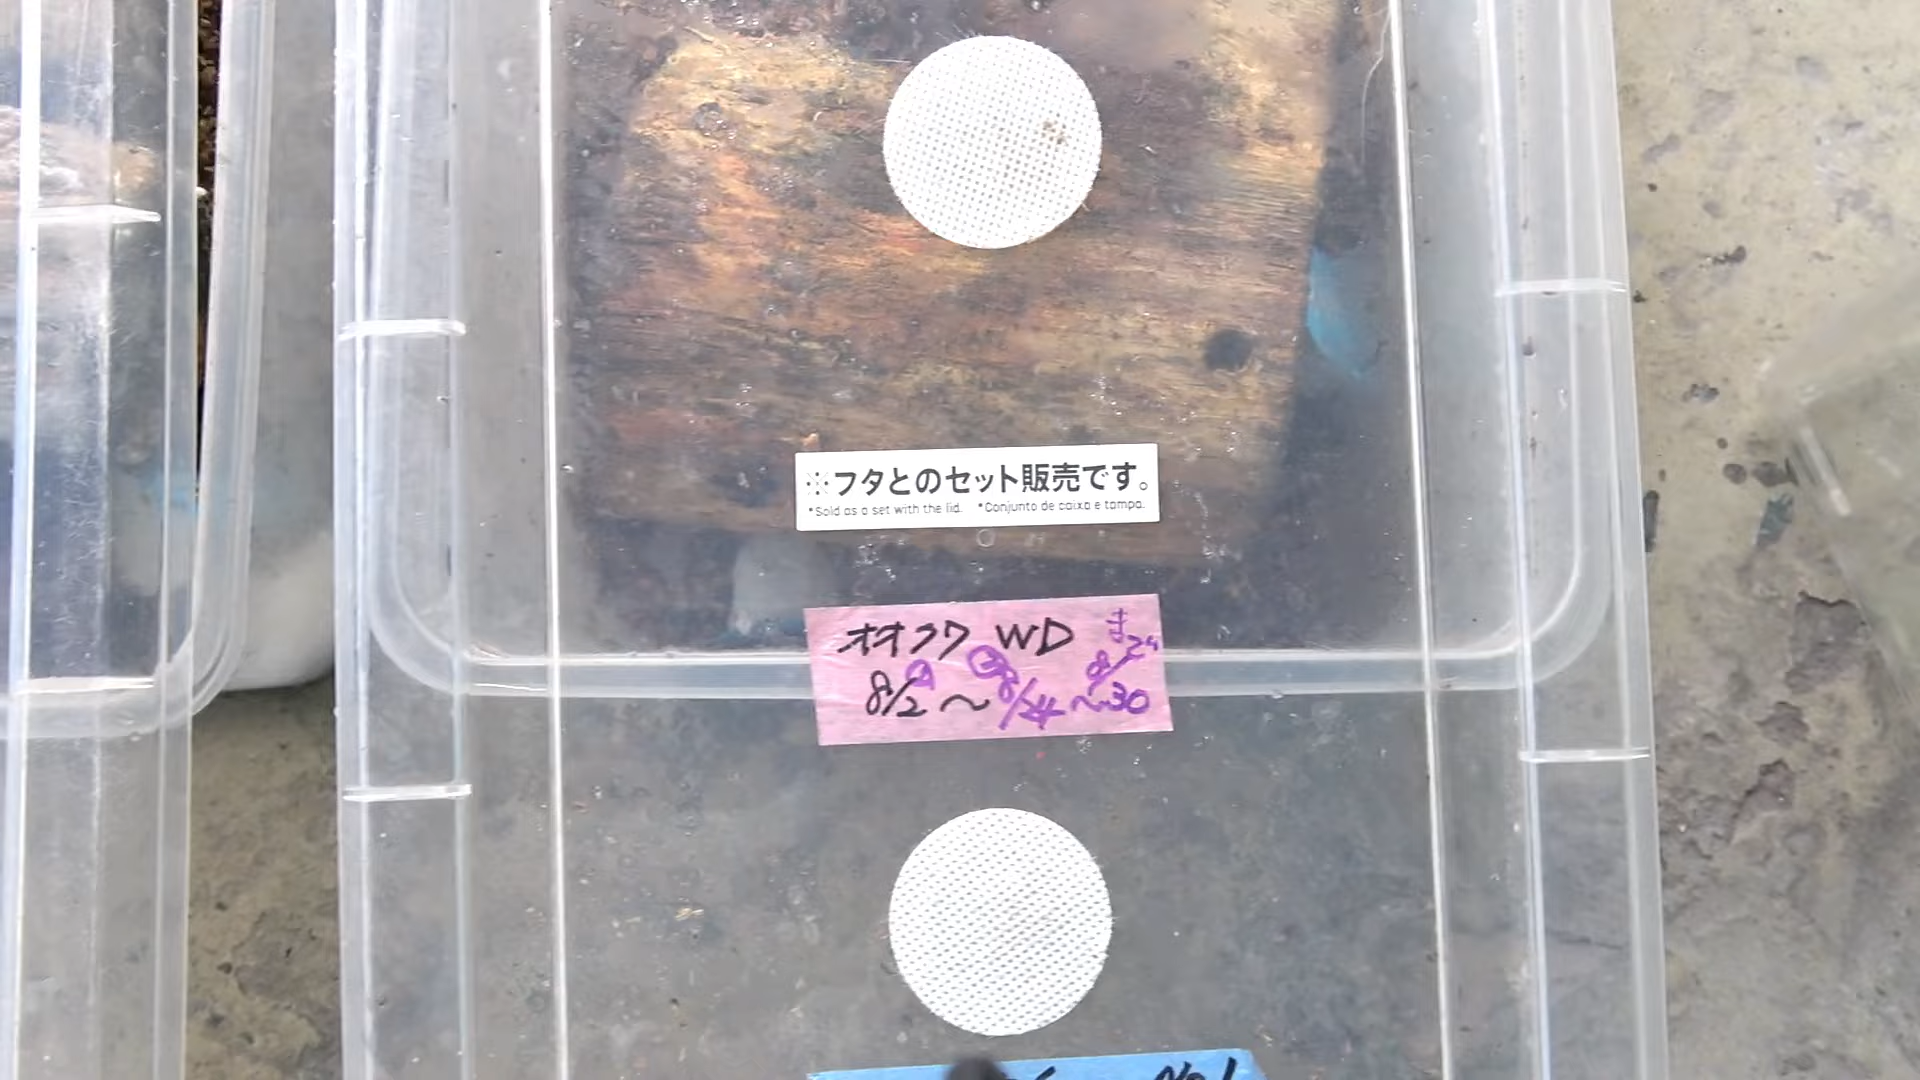 ※フタとのセット販売です。
*Sold as a set with the lid. *Conjunto de caixa e tampa.
オオクワ WD
8/2 〜 8/24 〜30
No1